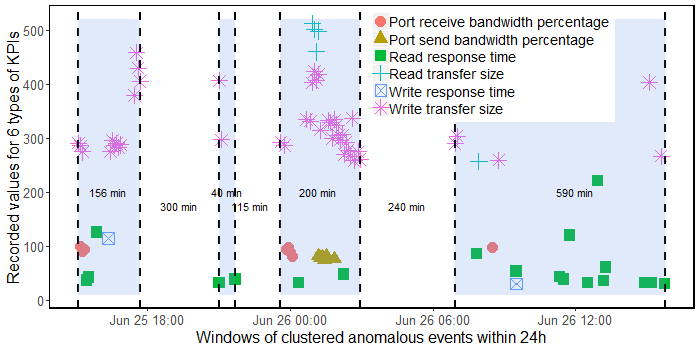 Recorded values for 6 types of KPIs
500
400
300
200
100
0
Port receive bandwidth percentage
Port send bandwidth percentage
Read response time
Read transfer size
Write response time
Write transfer size
156 min
40 min
200 min
590 min
300 min
115 min
240 min
Jun 25 18:00
Jun 26 00:00
Jun 26 06:00
Jun 26 12:00
Windows of clustered anomalous events within 24h